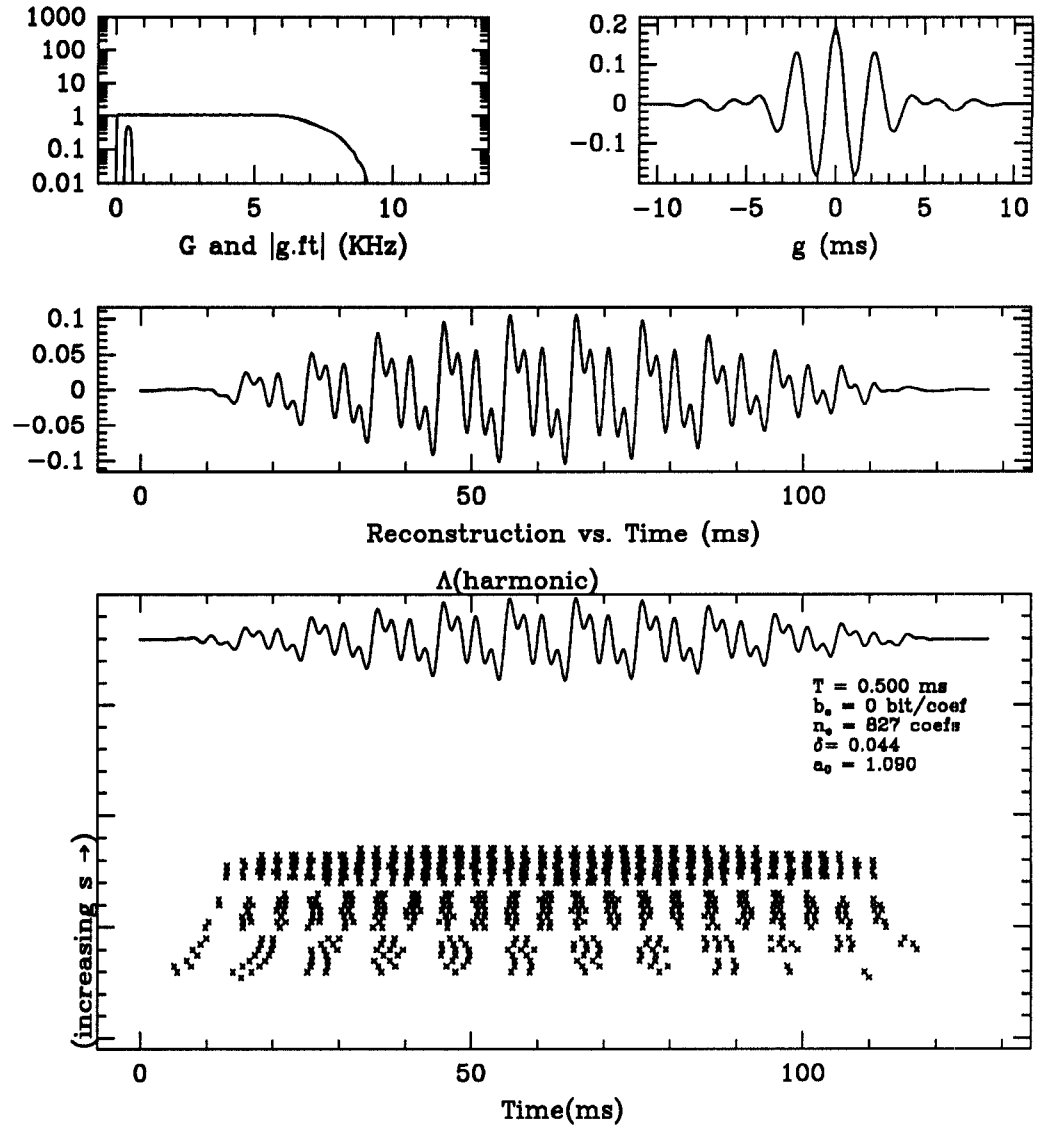 1000
100
10
1
0.1
0.01
0 5 10
G and |g.ft| (KHz)
0.2
0.1
0
−0.1
−10 −5 0 5 10
g (ms)
0.1
0.05
0
−0.05
−0.1
0 50 100
Reconstruction vs. Time (ms)
Λ(harmonic)
T = 0.500 ms
bₑ = 0 bit/coef
nₑ = 827 coefs
δ= 0.044
a₀ = 1.090
(increasing s →)
0 50 100
Time(ms)